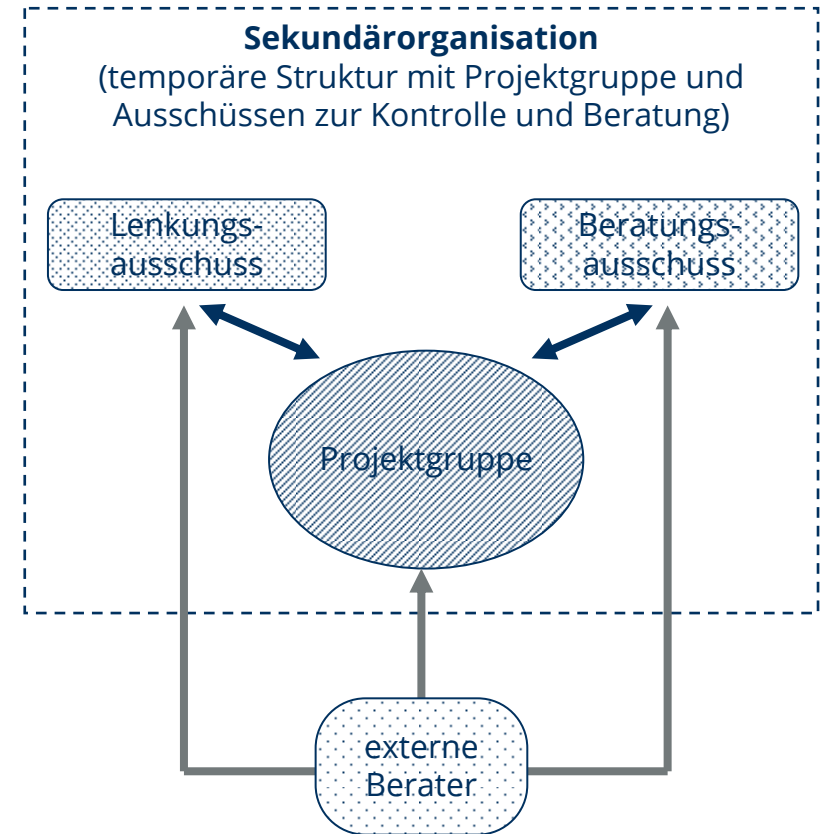 Sekundärorganisation
(temporäre Struktur mit Projektgruppe und
Ausschüssen zur Kontrolle und Beratung)
Lenkungs-
ausschuss
Beratungs-
ausschuss
Projektgruppe
externe
Berater